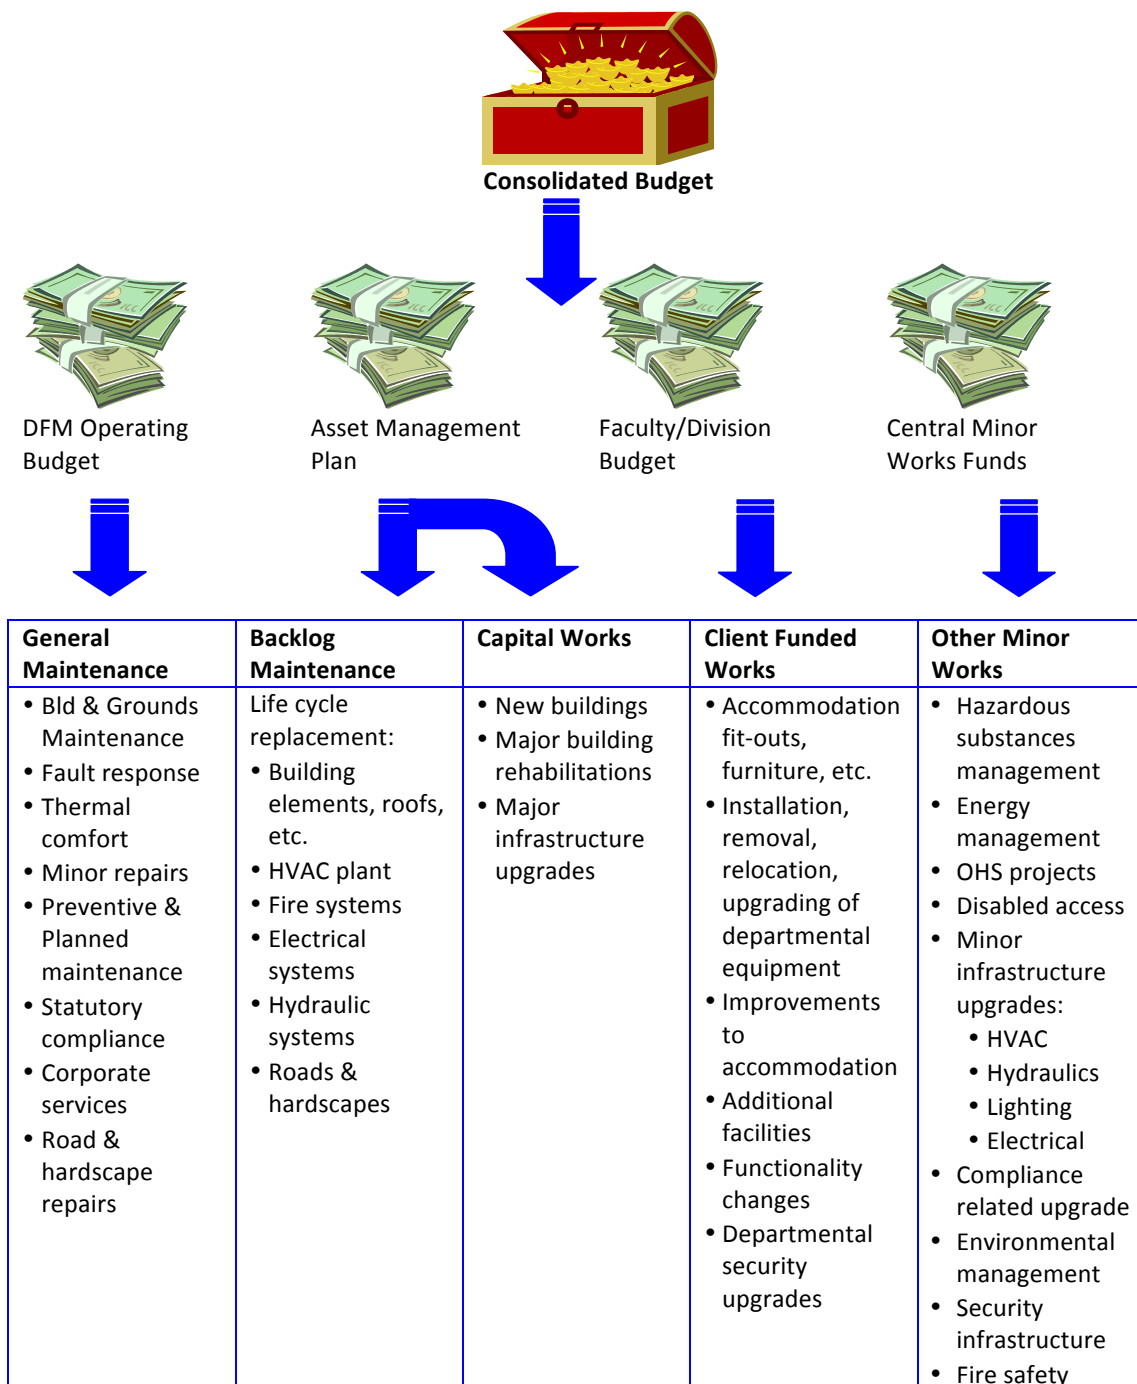 Consolidated Budget
DFM Operating
Budget
Asset Management
Plan
Faculty/Division
Budget
Central Minor
Works Funds
General
Maintenance
• Bld & Grounds
Maintenance
• Fault response
• Thermal
comfort
• Minor repairs
• Preventive &
Planned
maintenance
• Statutory
compliance
• Corporate
services
• Road &
hardscape
repairs
Backlog
Maintenance
Life cycle
replacement:
• Building
elements, roofs,
etc.
• HVAC plant
• Fire systems
• Electrical
systems
• Hydraulic
systems
• Roads &
hardscapes
Capital Works
• New buildings
• Major building
rehabilitations
• Major
infrastructure
upgrades
Client Funded
Works
• Accommodation
fit-outs,
furniture, etc.
• Installation,
removal,
relocation,
upgrading of
departmental
equipment
• Improvements
to
accommodation
• Additional
facilities
• Functionality
changes
• Departmental
security
upgrades
Other Minor
Works
• Hazardous
substances
management
• Energy
management
• OHS projects
• Disabled access
• Minor
infrastructure
upgrades:
• HVAC
• Hydraulics
• Lighting
• Electrical
• Compliance
related upgrade
• Environmental
management
• Security
infrastructure
• Fire safety